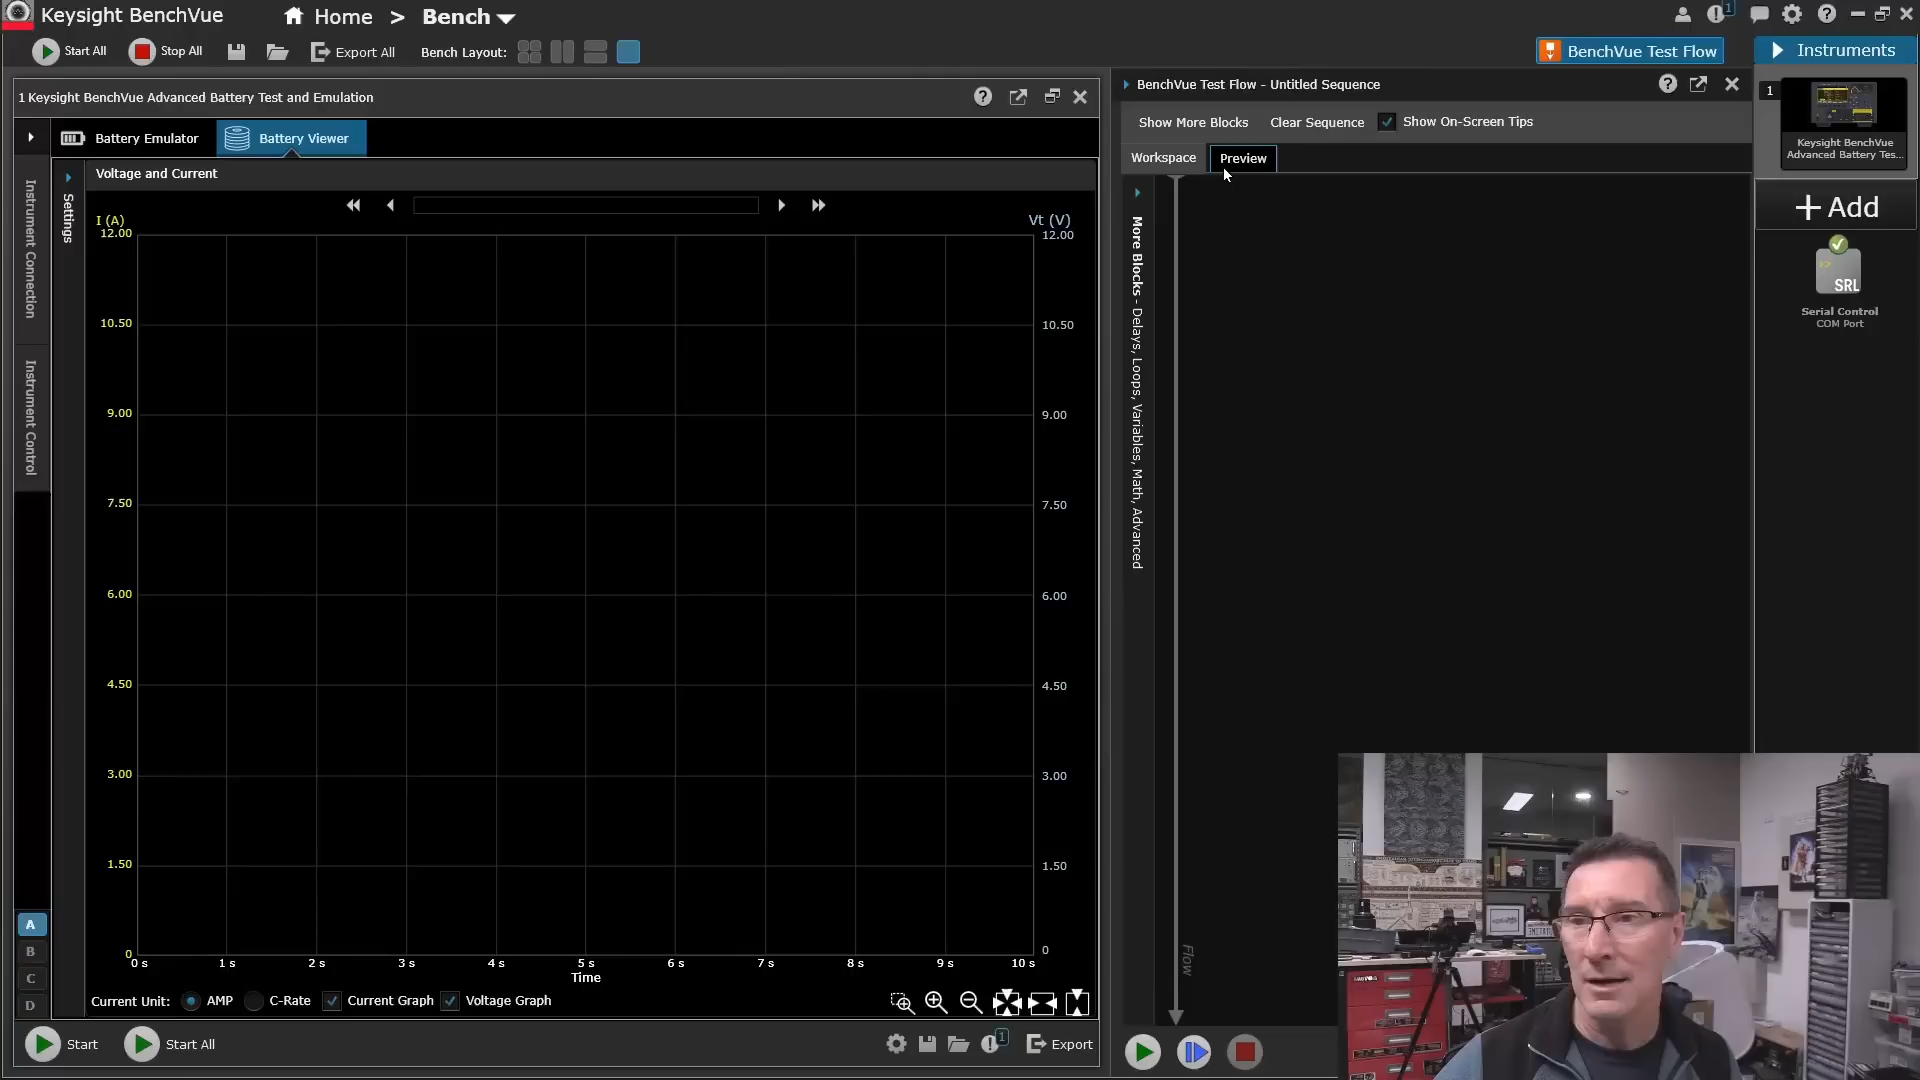 Keysight BenchVue
Home > Bench
1
Start All
Stop All
Export All
Bench Layout:
BenchVue Test Flow
Instruments
1 Keysight BenchVue Advanced Battery Test and Emulation
BenchVue Test Flow - Untitled Sequence
1
Keysight BenchVue
Advanced Battery Tes...
Battery Emulator
Battery Viewer
Show More Blocks
Clear Sequence
Show On-Screen Tips
Workspace
Preview
Voltage and Current
Instrument Connection
Instrument Control
Settings
More Blocks - Delays, Loops, Variables, Math, Advanced
Flow
Add
SRL
Serial Control
COM Port
I (A)
Vt (V)
12.00
12.00
10.50
10.50
9.00
9.00
7.50
7.50
6.00
6.00
4.50
4.50
3.00
3.00
1.50
1.50
0
0
0 s
1 s
2 s
3 s
4 s
5 s
6 s
7 s
8 s
9 s
10 s
Time
A
B
C
D
Current Unit:
AMP
C-Rate
Current Graph
Voltage Graph
Start
Start All
1
Export